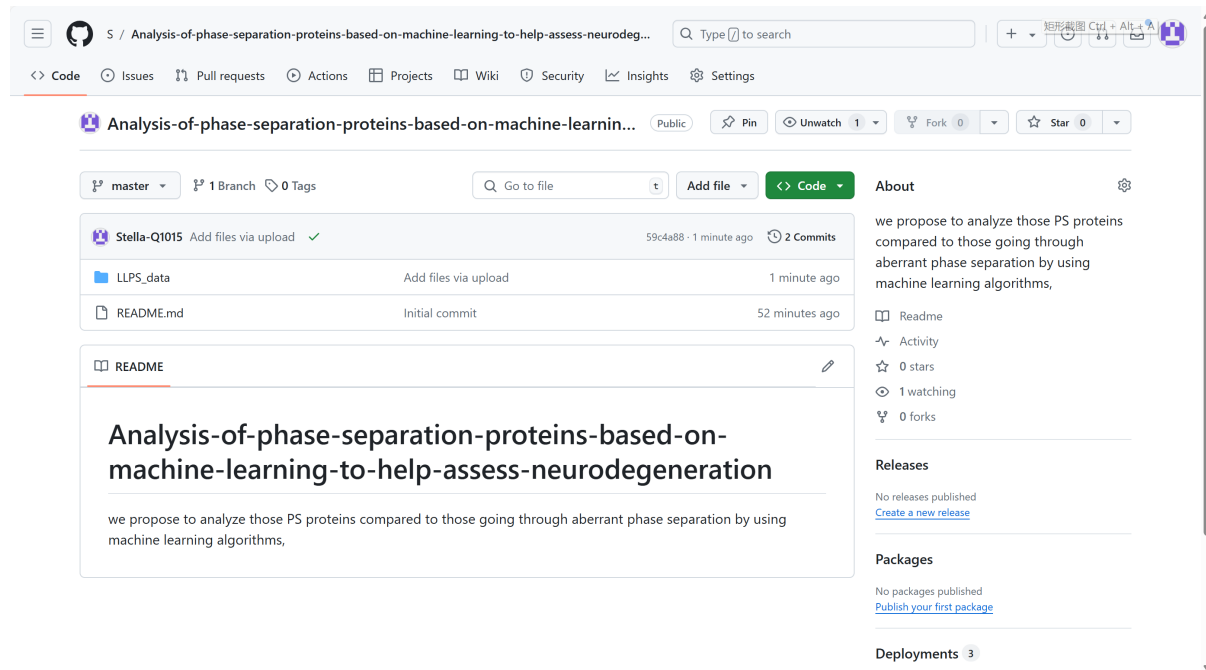 S / Analysis-of-phase-separation-proteins-based-on-machine-learning-to-help-assess-neurodeg...
Type / to search
矩形截图 Ctrl + Alt + A
Code Issues Pull requests Actions Projects Wiki Security Insights Settings
Analysis-of-phase-separation-proteins-based-on-machine-learnin... Public Pin Unwatch 1 Fork 0 Star 0
master 1 Branch 0 Tags Go to file t Add file Code
Stella-Q1015 Add files via upload 59c4a88 · 1 minute ago 2 Commits
LLPS_data Add files via upload 1 minute ago
README.md Initial commit 52 minutes ago
README
Analysis-of-phase-separation-proteins-based-on-
machine-learning-to-help-assess-neurodegeneration
we propose to analyze those PS proteins compared to those going through aberrant phase separation by using
machine learning algorithms,
About
we propose to analyze those PS proteins
compared to those going through
aberrant phase separation by using
machine learning algorithms,
Readme
Activity
0 stars
1 watching
0 forks
Releases
No releases published
Create a new release
Packages
No packages published
Publish your first package
Deployments 3